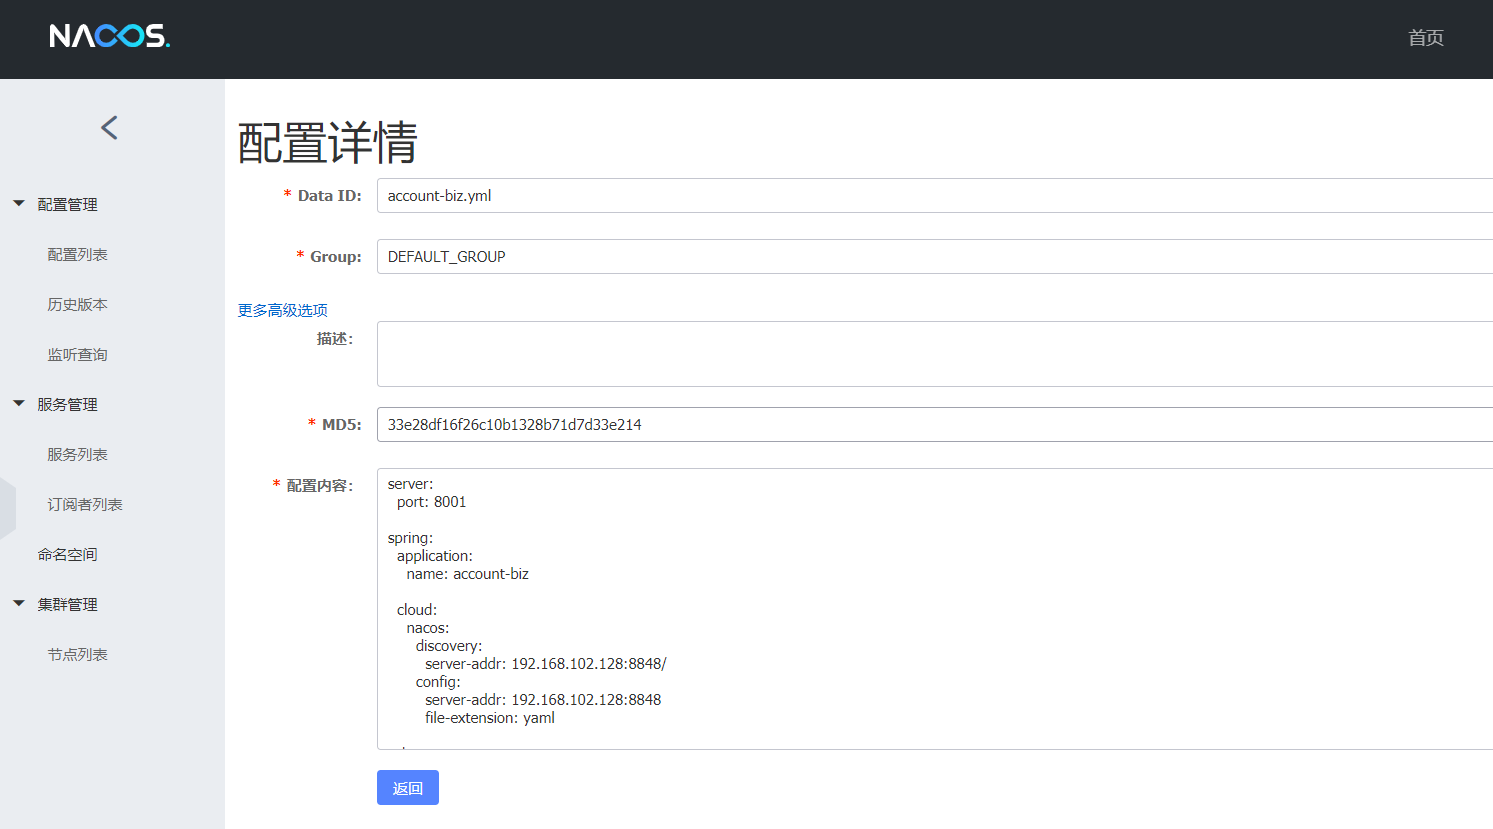 NACOS.
首页
配置详情
配置管理
配置列表
历史版本
监听查询
服务管理
服务列表
订阅者列表
命名空间
集群管理
节点列表
* Data ID: account-biz.yml
* Group: DEFAULT_GROUP
更多高级选项
描述:
* MD5: 33e28df16f26c10b1328b71d7d33e214
* 配置内容:
server:
  port: 8001
spring:
  application:
    name: account-biz
  cloud:
    nacos:
      discovery:
        server-addr: 192.168.102.128:8848/
      config:
        server-addr: 192.168.102.128:8848
        file-extension: yaml
返回